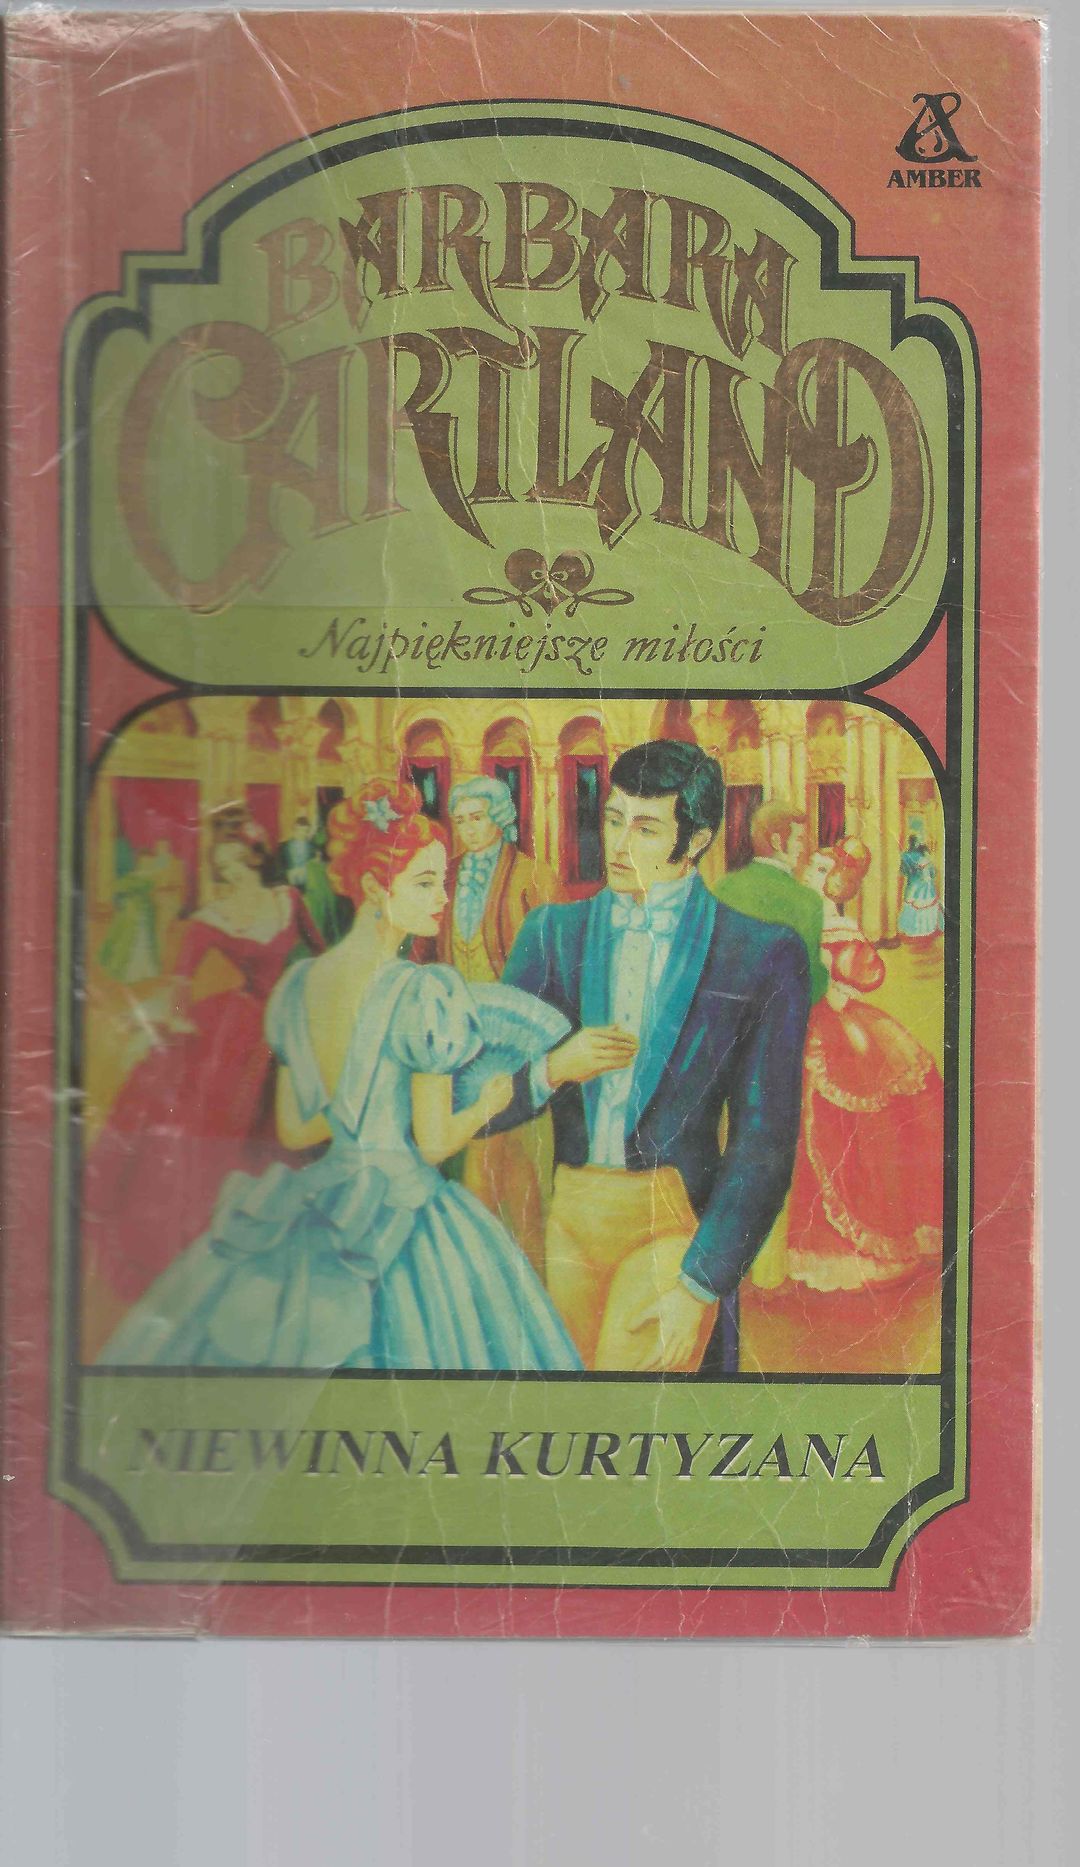 AMBER
BARBARA
CARTLAND
Najpiękniejsze miłości
NIEWINNA KURTYZANA